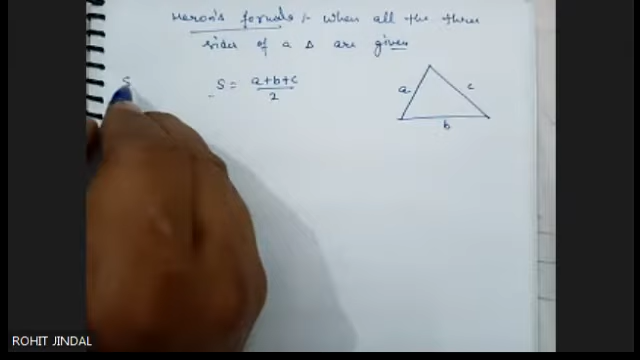 Heron's formula :- When all the three
sides of a Δ are given
S
S = a+b+c
2
a
c
b
ROHIT JINDAL